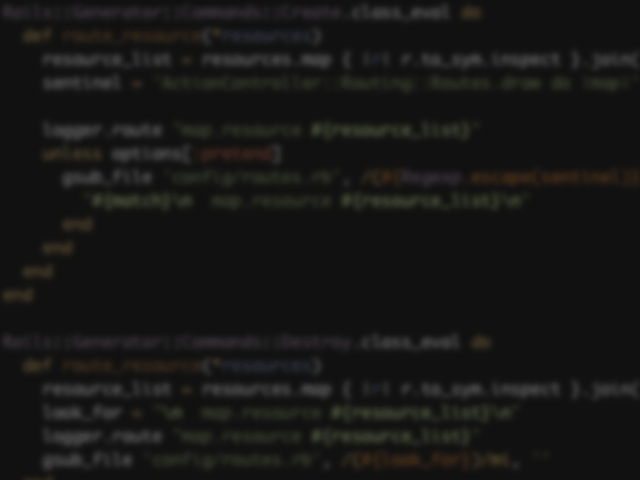 Rails::Generator::Commands::Create.class_eval do
def route_resource(*resources)
resource_list = resources.map { |r| r.to_sym.inspect }.join(
sentinel = 'ActionController::Routing::Routes.draw do |map|'
logger.route "map.resource #{resource_list}"
unless options[:pretend]
gsub_file 'config/routes.rb', /(#{Regexp.escape(sentinel)})
"#{match}\n map.resource #{resource_list}\n"
end
end
end
end
Rails::Generator::Commands::Destroy.class_eval do
def route_resource(*resources)
resource_list = resources.map { |r| r.to_sym.inspect }.join(
look_for = "\n map.resource #{resource_list}\n"
logger.route "map.resource #{resource_list}"
gsub_file 'config/routes.rb', /(#{look_for})/mi, ''
end